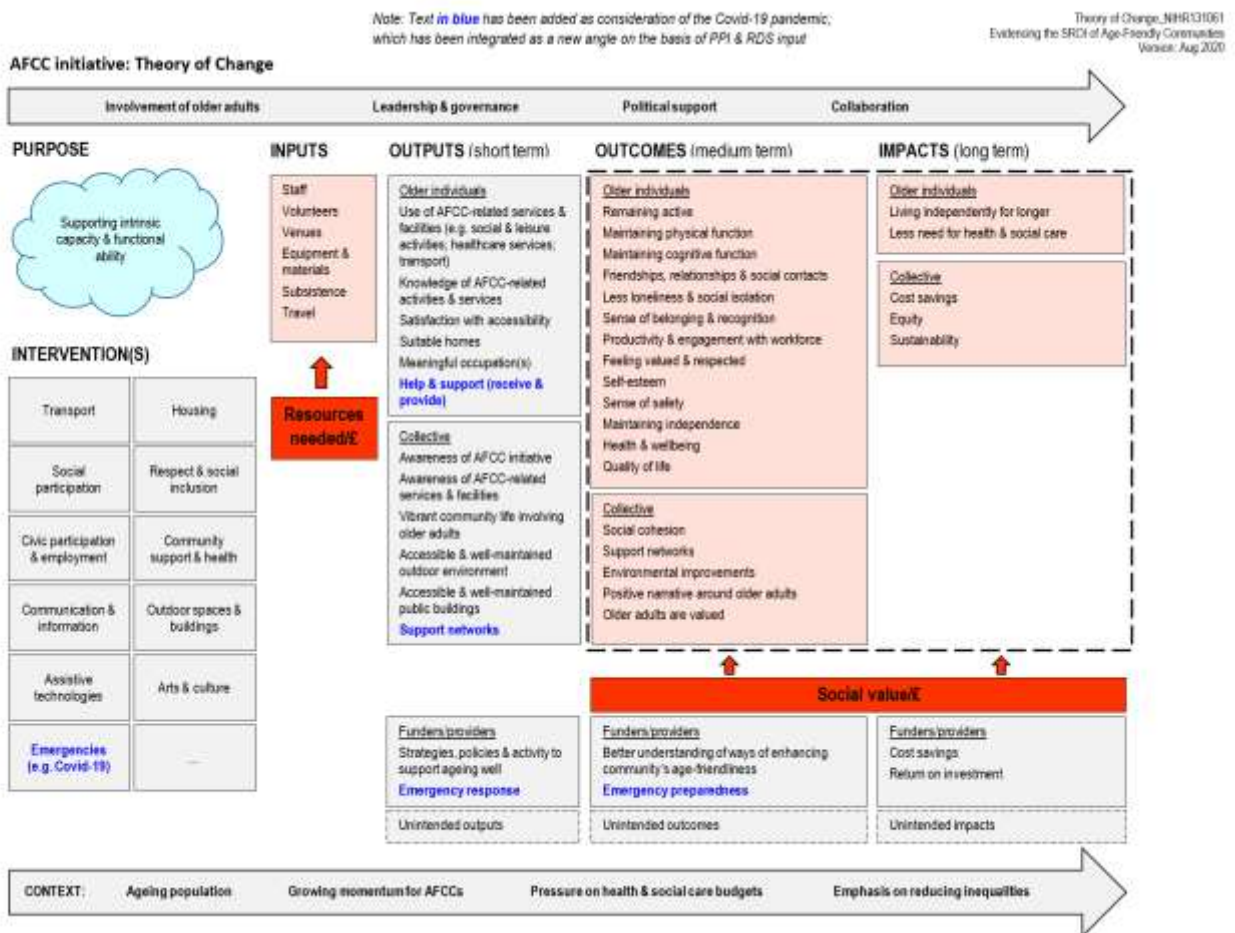 Note: Text in blue has been added as consideration of the Covid-19 pandemic,
which has been integrated as a new angle on the basis of PPI & RDS input
Theory of Change_NIHR131061
Evidencing the SROI of Age-Friendly Communities
Version: Aug 2020
AFCC initiative: Theory of Change
Involvement of older adults
Leadership & governance
Political support
Collaboration
PURPOSE
Supporting intrinsic
capacity & functional
ability
INTERVENTION(S)
Transport
Housing
Social
participation
Respect & social
inclusion
Civic participation
& employment
Community
support & health
Communication &
information
Outdoor spaces &
buildings
Assistive
technologies
Arts & culture
Emergencies
(e.g. Covid-19)
...
INPUTS
Staff
Volunteers
Venues
Equipment &
materials
Subsistence
Travel
Resources
needed/£
OUTPUTS (short term)
Older individuals
Use of AFCC-related services &
facilities (e.g. social & leisure
activities; healthcare services;
transport)
Knowledge of AFCC-related
activities & services
Satisfaction with accessibility
Suitable homes
Meaningful occupation(s)
Help & support (receive &
provide)
Collective
Awareness of AFCC initiative
Awareness of AFCC-related
services & facilities
Vibrant community life involving
older adults
Accessible & well-maintained
outdoor environment
Accessible & well-maintained
public buildings
Support networks
Funders/providers
Strategies, policies & activity to
support ageing well
Emergency response
Unintended outputs
OUTCOMES (medium term)
Older individuals
Remaining active
Maintaining physical function
Maintaining cognitive function
Friendships, relationships & social contacts
Less loneliness & social isolation
Sense of belonging & recognition
Productivity & engagement with workforce
Feeling valued & respected
Self-esteem
Sense of safety
Maintaining independence
Health & wellbeing
Quality of life
Collective
Social cohesion
Support networks
Environmental improvements
Positive narrative around older adults
Older adults are valued
Social value/£
Funders/providers
Better understanding of ways of enhancing
community's age-friendliness
Emergency preparedness
Unintended outcomes
IMPACTS (long term)
Older individuals
Living independently for longer
Less need for health & social care
Collective
Cost savings
Equity
Sustainability
Funders/providers
Cost savings
Return on investment
Unintended impacts
CONTEXT:
Ageing population
Growing momentum for AFCCs
Pressure on health & social care budgets
Emphasis on reducing inequalities